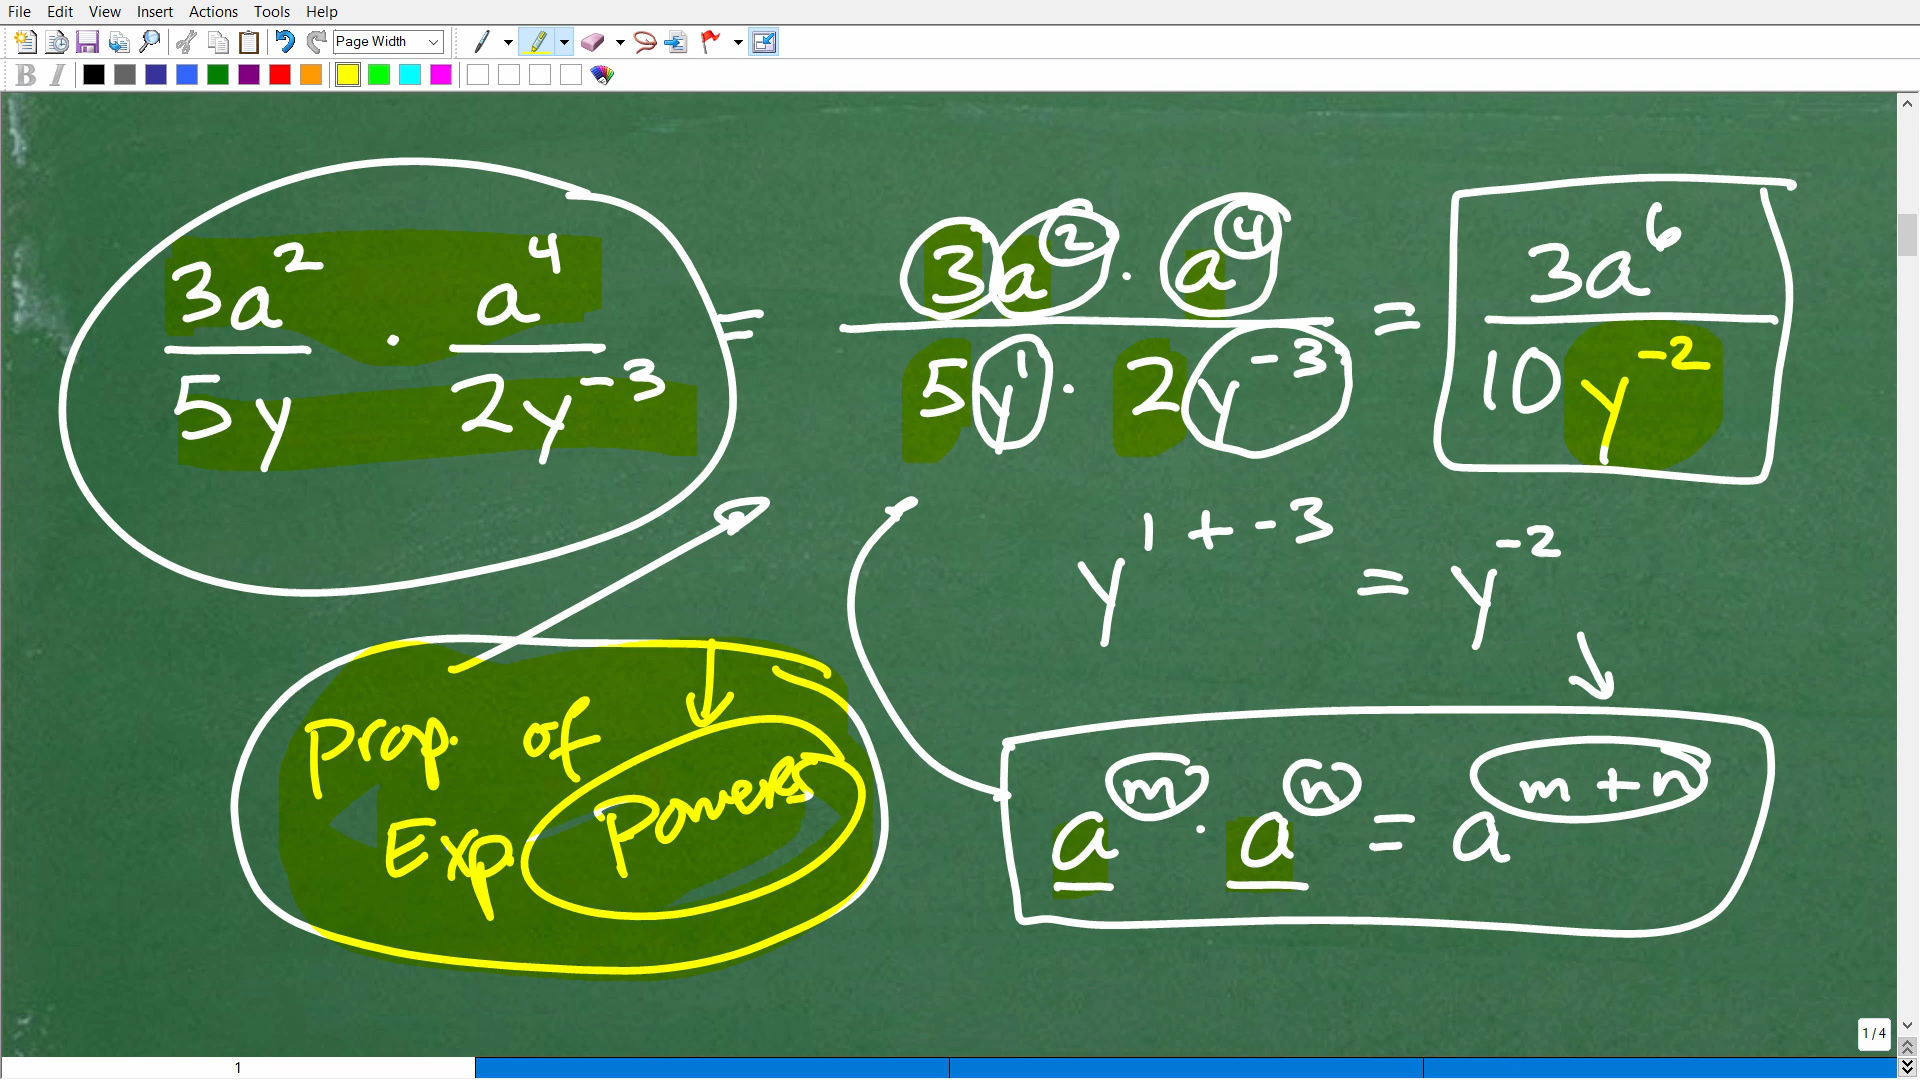 File Edit View Insert Actions Tools Help
Page Width
B I
3a² / 5y · a⁴ / 2y⁻³ = 3a² · a⁴ / 5y¹ · 2y⁻³ = 3a⁶ / 10y⁻²
y¹ ⁺ ⁻³ = y⁻²
Prop. of
Exp Powers
aᵐ · aⁿ = aᵐ ⁺ ⁿ
1 / 4
1